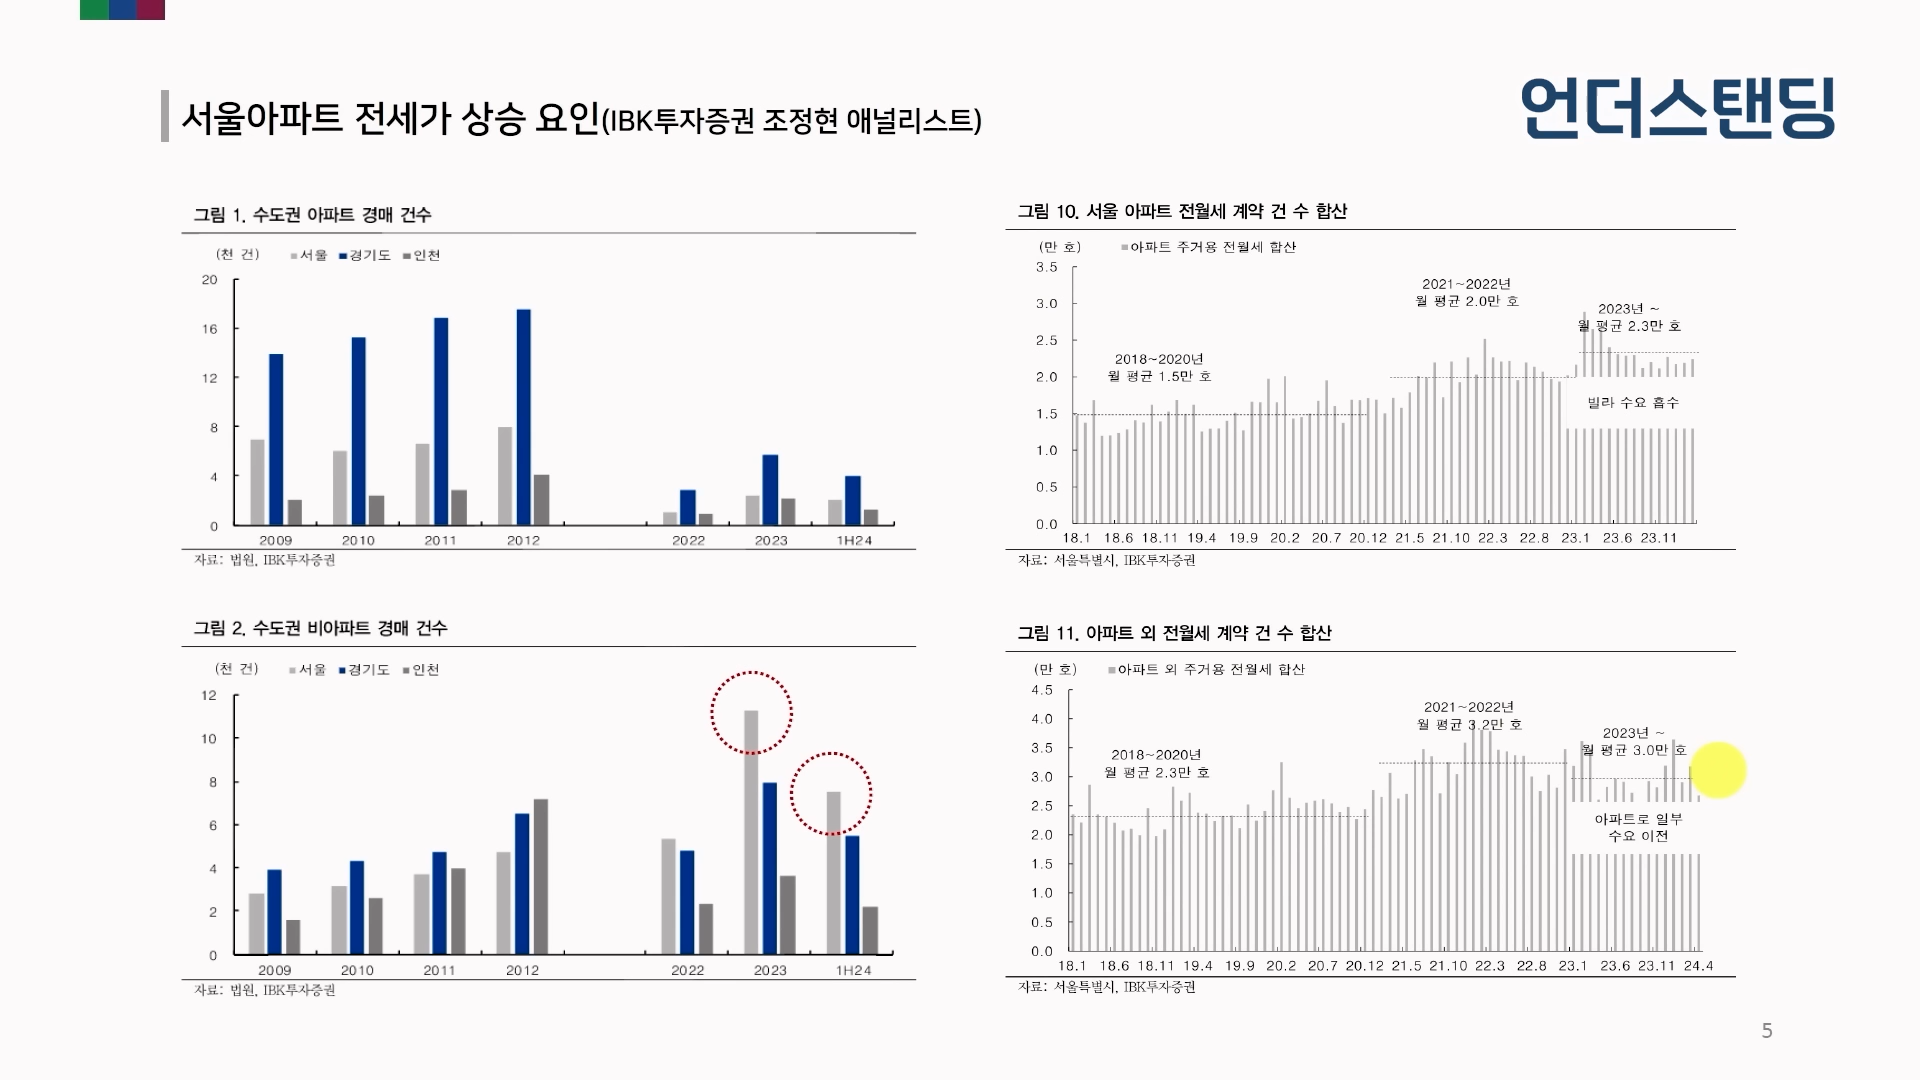 서울아파트 전세가 상승 요인(IBK투자증권 조정현 애널리스트)
언더스탠딩
그림 1. 수도권 아파트 경매 건수
(천 건)
서울 경기도 인천
20
16
12
8
4
0
2009 2010 2011 2012 2022 2023 1H24
자료: 법원, IBK투자증권
그림 10. 서울 아파트 전월세 계약 건 수 합산
(만 호)
아파트 주거용 전월세 합산
3.5
3.0
2.5
2.0
1.5
1.0
0.5
0.0
2018~2020년
월 평균 1.5만 호
2021~2022년
월 평균 2.0만 호
2023년 ~
월 평균 2.3만 호
빌라 수요 흡수
18.1 18.6 18.11 19.4 19.9 20.2 20.7 20.12 21.5 21.10 22.3 22.8 23.1 23.6 23.11
자료: 서울특별시, IBK투자증권
그림 2. 수도권 비아파트 경매 건수
(천 건)
서울 경기도 인천
12
10
8
6
4
2
0
2009 2010 2011 2012 2022 2023 1H24
자료: 법원, IBK투자증권
그림 11. 아파트 외 전월세 계약 건 수 합산
(만 호)
아파트 외 주거용 전월세 합산
4.5
4.0
3.5
3.0
2.5
2.0
1.5
1.0
0.5
0.0
2018~2020년
월 평균 2.3만 호
2021~2022년
월 평균 3.2만 호
2023년 ~
월 평균 3.0만 호
아파트로 일부
수요 이전
18.1 18.6 18.11 19.4 19.9 20.2 20.7 20.12 21.5 21.10 22.3 22.8 23.1 23.6 23.11 24.4
자료: 서울특별시, IBK투자증권
5